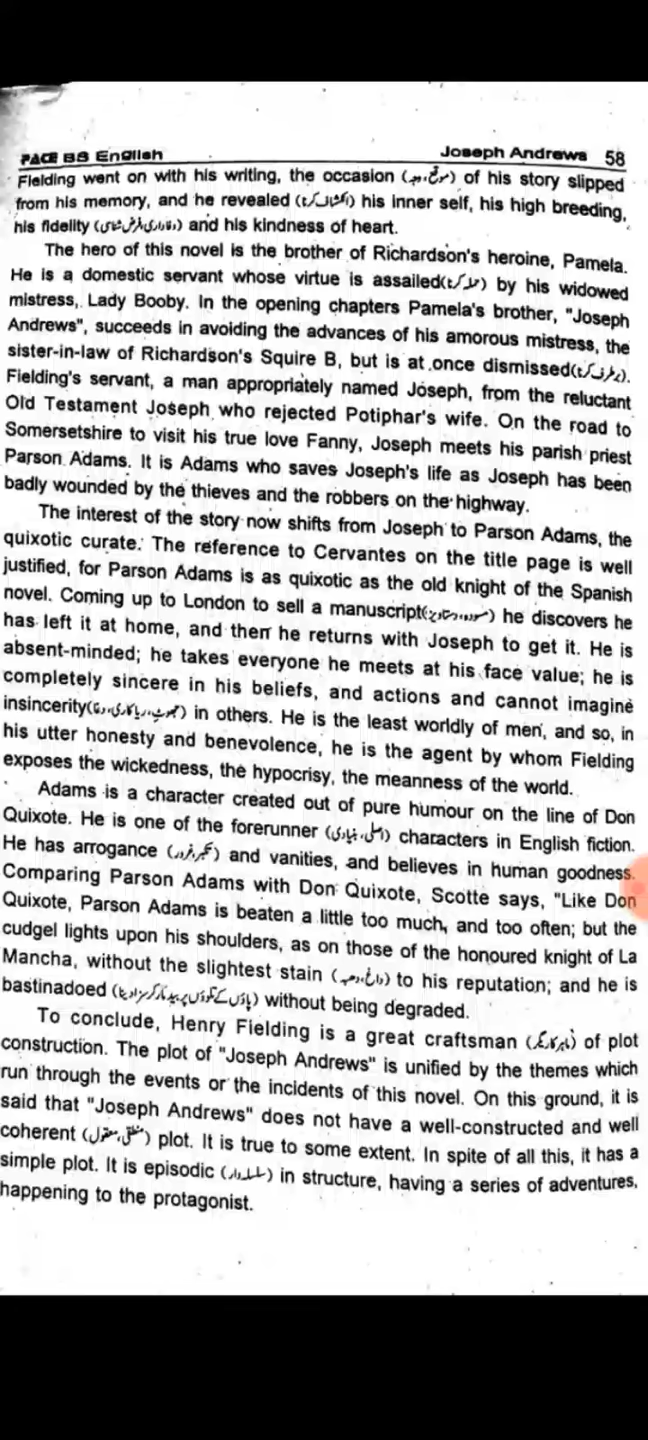 PACE BS English Joseph Andrews 58
Fielding went on with his writing, the occasion (موقع، وجہ) of his story slipped
from his memory, and he revealed (انکشاف کرنا) his inner self, his high breeding,
his fidelity (وفاداری، فرض شناسی) and his kindness of heart.
The hero of this novel is the brother of Richardson's heroine, Pamela.
He is a domestic servant whose virtue is assailed(حملہ کرنا) by his widowed
mistress, Lady Booby. In the opening chapters Pamela's brother, "Joseph
Andrews", succeeds in avoiding the advances of his amorous mistress, the
sister-in-law of Richardson's Squire B, but is at once dismissed(برطرف کرنا).
Fielding's servant, a man appropriately named Joseph, from the reluctant
Old Testament Joseph who rejected Potiphar's wife. On the road to
Somersetshire to visit his true love Fanny, Joseph meets his parish priest
Parson Adams. It is Adams who saves Joseph's life as Joseph has been
badly wounded by the thieves and the robbers on the highway.
The interest of the story now shifts from Joseph to Parson Adams, the
quixotic curate. The reference to Cervantes on the title page is well
justified, for Parson Adams is as quixotic as the old knight of the Spanish
novel. Coming up to London to sell a manuscript(مسودہ، دستاویز) he discovers he
has left it at home, and then he returns with Joseph to get it. He is
absent-minded; he takes everyone he meets at his face value; he is
completely sincere in his beliefs, and actions and cannot imagine
insincerity(جھوٹ، ریاکاری، دغا) in others. He is the least worldly of men, and so, in
his utter honesty and benevolence, he is the agent by whom Fielding
exposes the wickedness, the hypocrisy, the meanness of the world.
Adams is a character created out of pure humour on the line of Don
Quixote. He is one of the forerunner (اصلی، بنیادی) characters in English fiction.
He has arrogance (تکبر، غرور) and vanities, and believes in human goodness.
Comparing Parson Adams with Don Quixote, Scotte says, "Like Don
Quixote, Parson Adams is beaten a little too much, and too often; but the
cudgel lights upon his shoulders, as on those of the honoured knight of La
Mancha, without the slightest stain (داغ، دھبہ) to his reputation; and he is
bastinadoed (پاؤں کے تلوؤں پر بید مار کر سزا دینا) without being degraded.
To conclude, Henry Fielding is a great craftsman (ماہر کاریگر) of plot
construction. The plot of "Joseph Andrews" is unified by the themes which
run through the events or the incidents of this novel. On this ground, it is
said that "Joseph Andrews" does not have a well-constructed and well
coherent (منطقی، معقول) plot. It is true to some extent. In spite of all this, it has a
simple plot. It is episodic (سلسلہ دار) in structure, having a series of adventures,
happening to the protagonist.